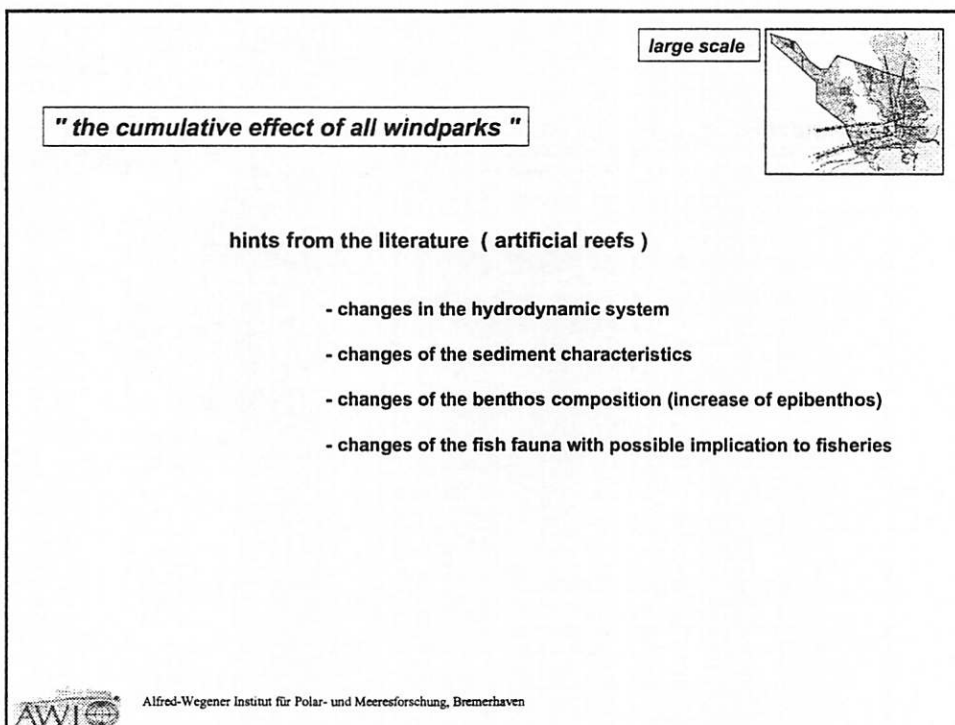 large scale
" the cumulative effect of all windparks "
hints from the literature ( artificial reefs )
- changes in the hydrodynamic system
- changes of the sediment characteristics
- changes of the benthos composition (increase of epibenthos)
- changes of the fish fauna with possible implication to fisheries
AWI
Alfred-Wegener Institut für Polar- und Meeresforschung, Bremerhaven